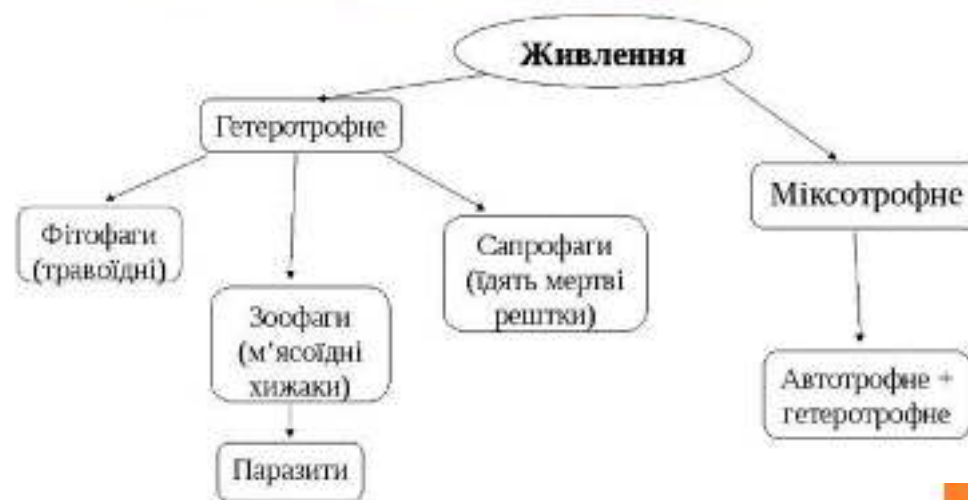 Живлення
Гетеротрофне
Міксотрофне
Фітофаги
(травоїдні)
Сапрофаги
(їдять мертві
рештки)
Зоофаги
(м’ясоїдні
хижаки)
Автотрофне +
гетеротрофне
Паразити